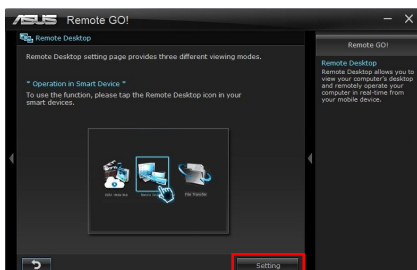 ASUS Remote GO!
Remote Desktop
Remote Desktop setting page provides three different viewing modes.
* Operation in Smart Device *
To use the function, please tap the Remote Desktop icon in your
smart devices.
File Transfer
Setting
Remote GO!
Remote Desktop
Remote Desktop allows you to
view your computer's desktop
and remotely operate your
computer in real-time from
your mobile device.